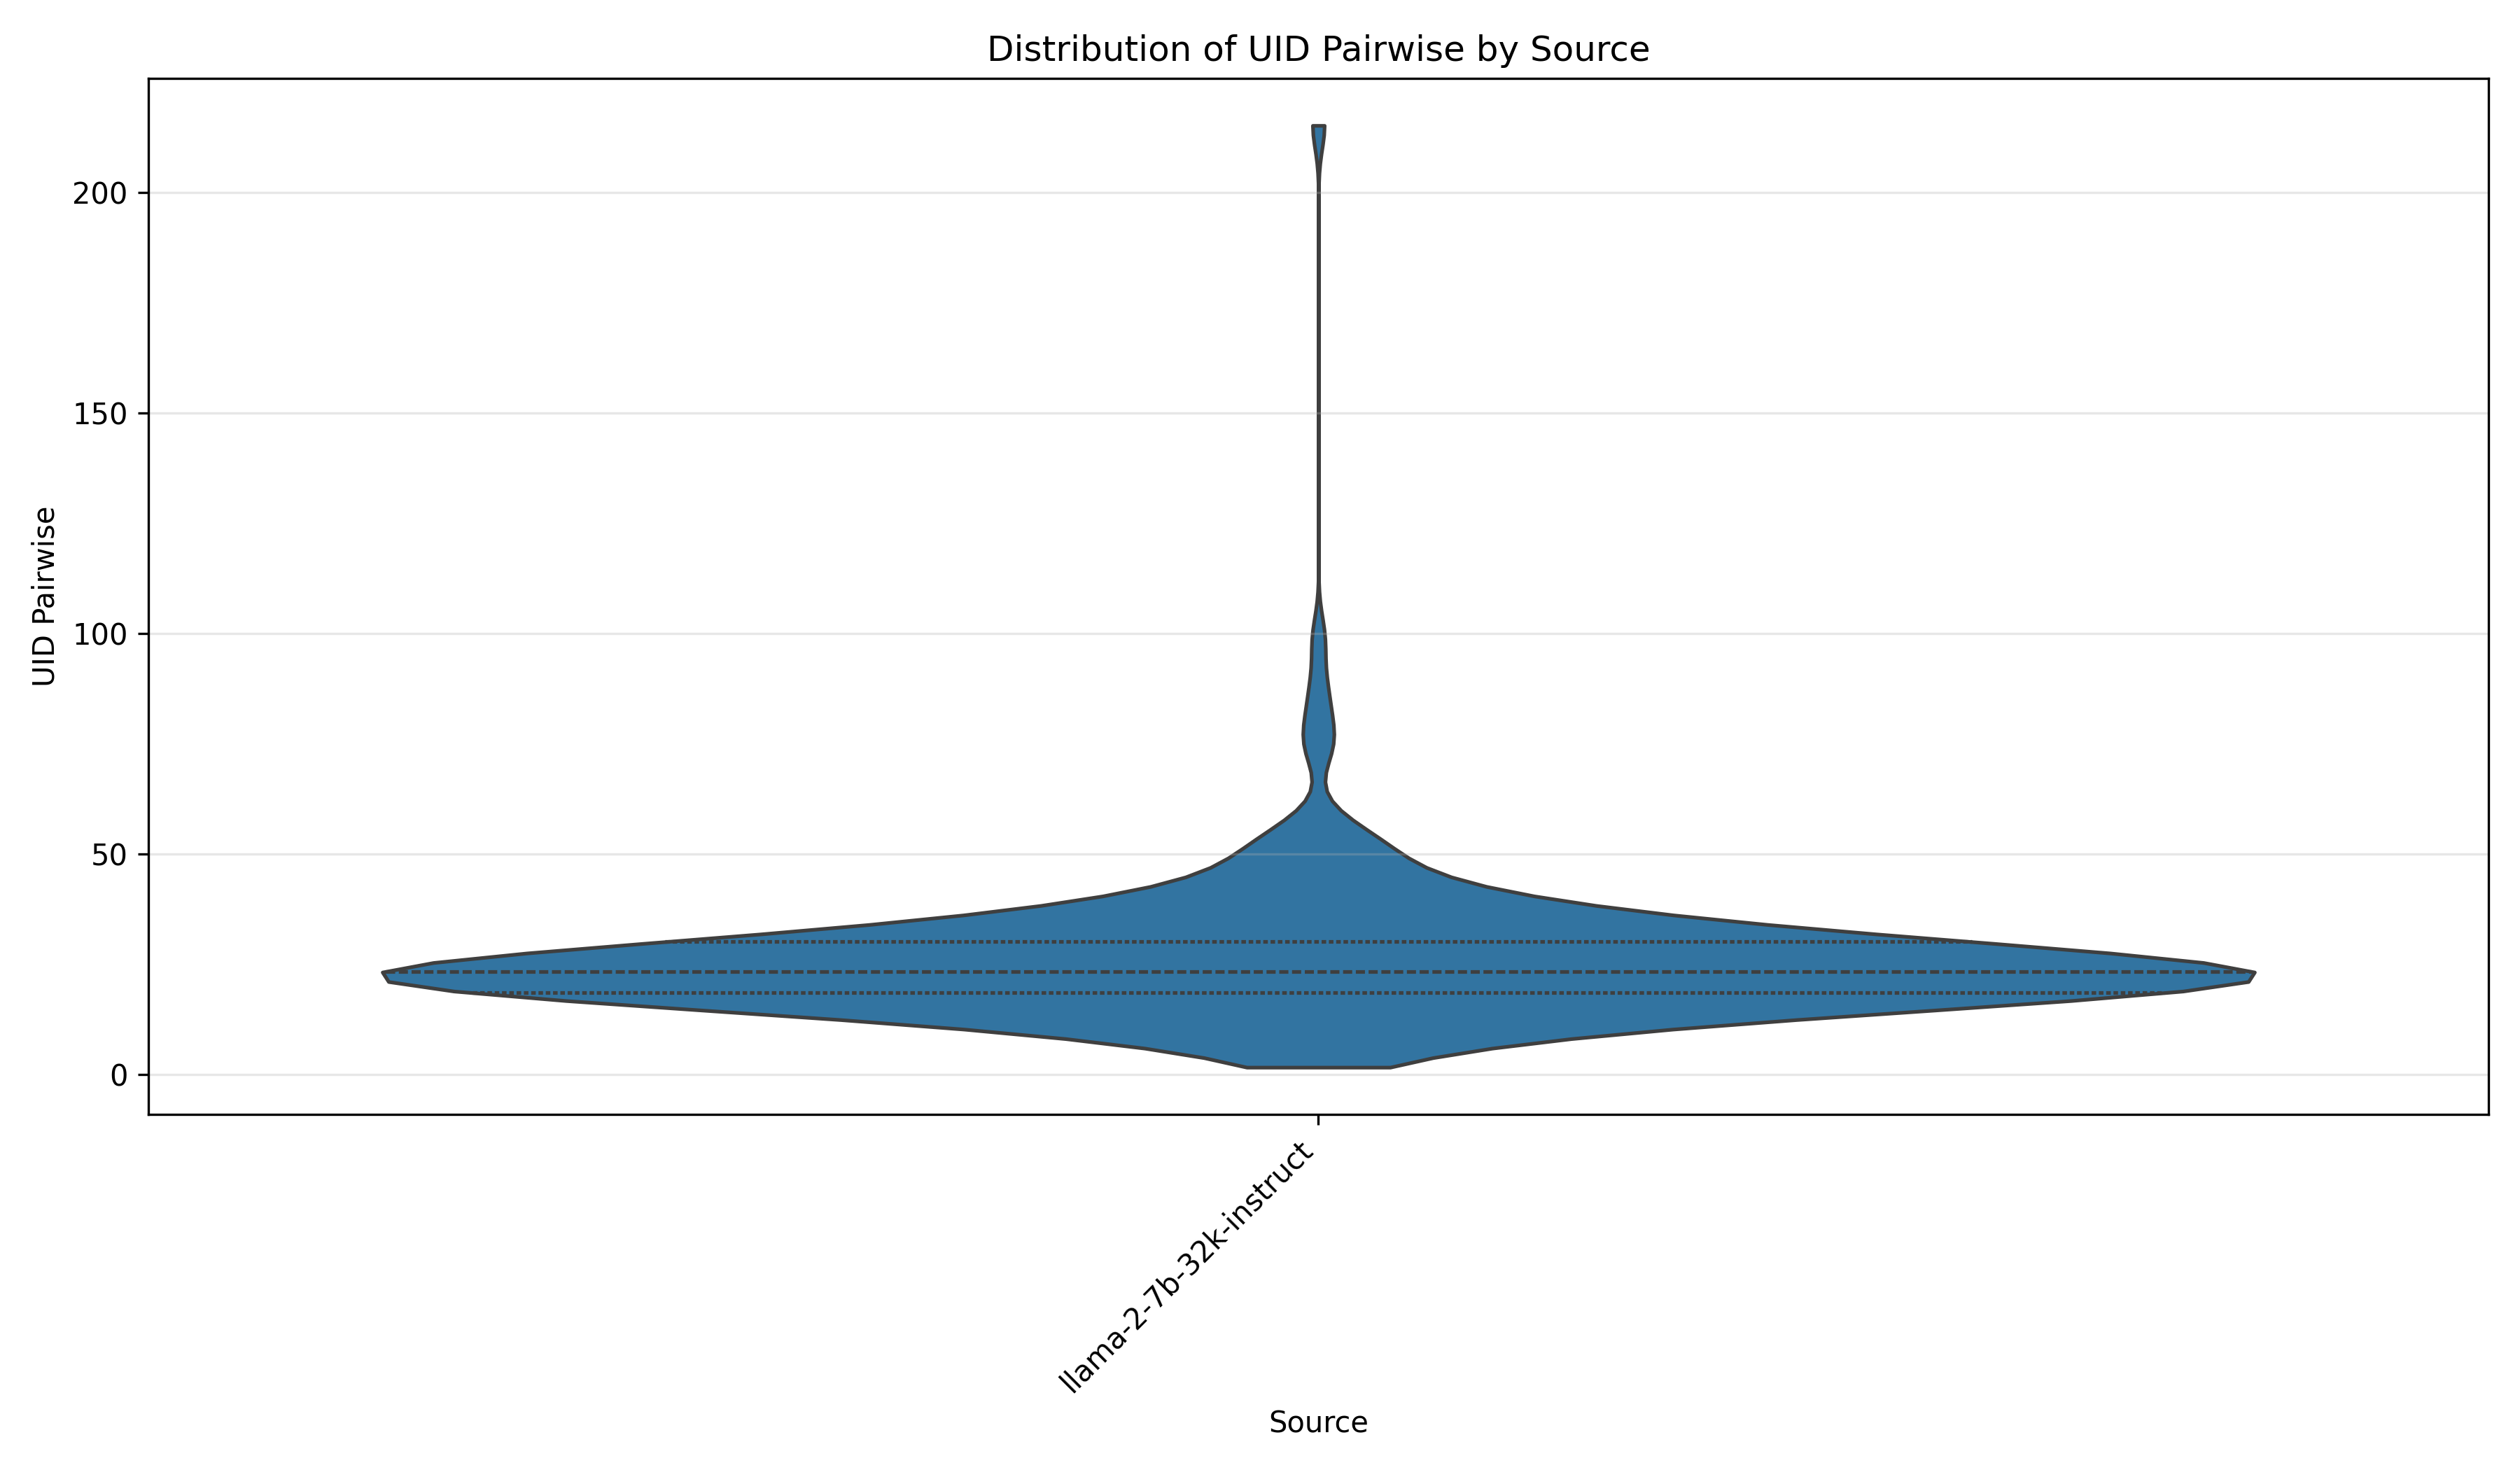 Distribution of UID Pairwise by Source
UID Pairwise
200
150
100
50
0
llama-2-7b-32k-instruct
Source